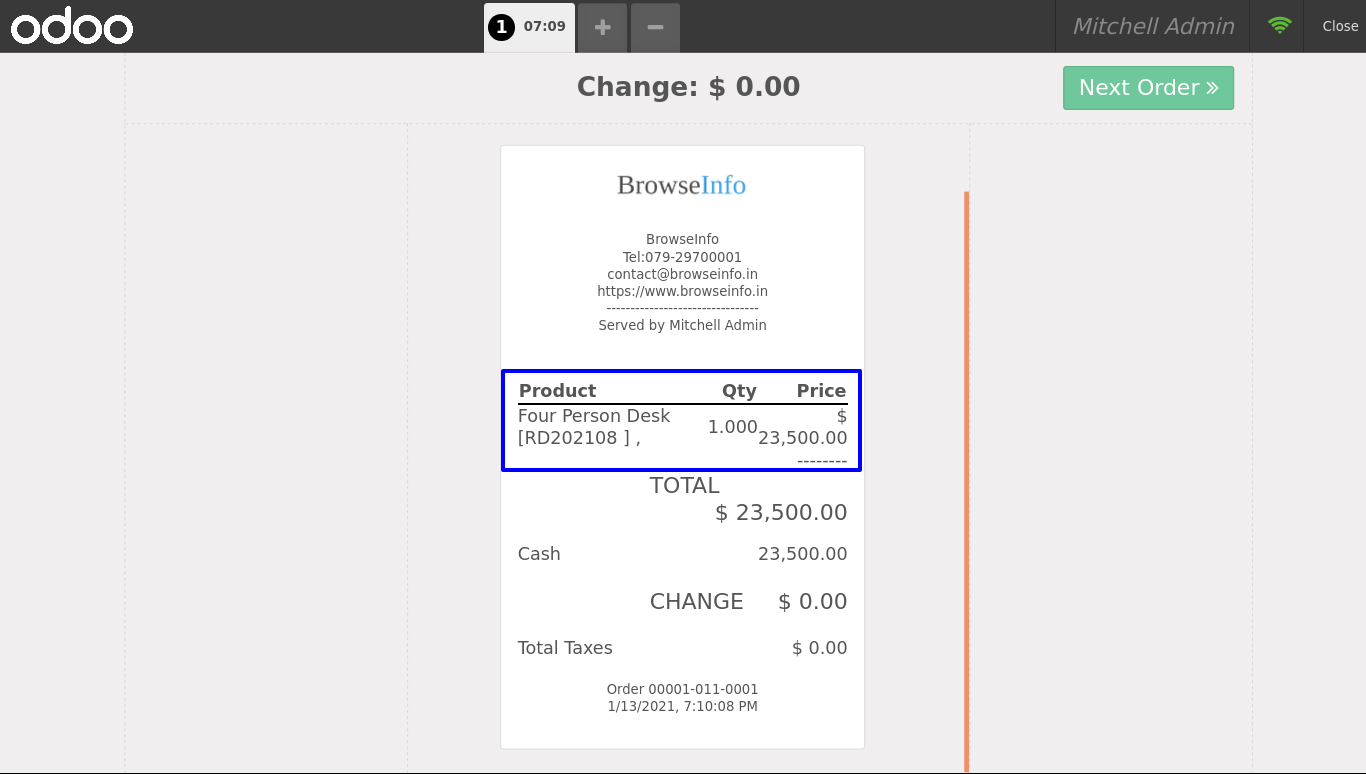 odoo
1 07:09 + −
Mitchell Admin
Close
Change: $ 0.00
Next Order »
BrowseInfo
BrowseInfo
Tel:079-29700001
contact@browseinfo.in
https://www.browseinfo.in
--------------------------------
Served by Mitchell Admin
Product Qty Price
Four Person Desk 1.000 $
[RD202108 ] , 23,500.00
--------
TOTAL
$ 23,500.00
Cash 23,500.00
CHANGE $ 0.00
Total Taxes $ 0.00
Order 00001-011-0001
1/13/2021, 7:10:08 PM